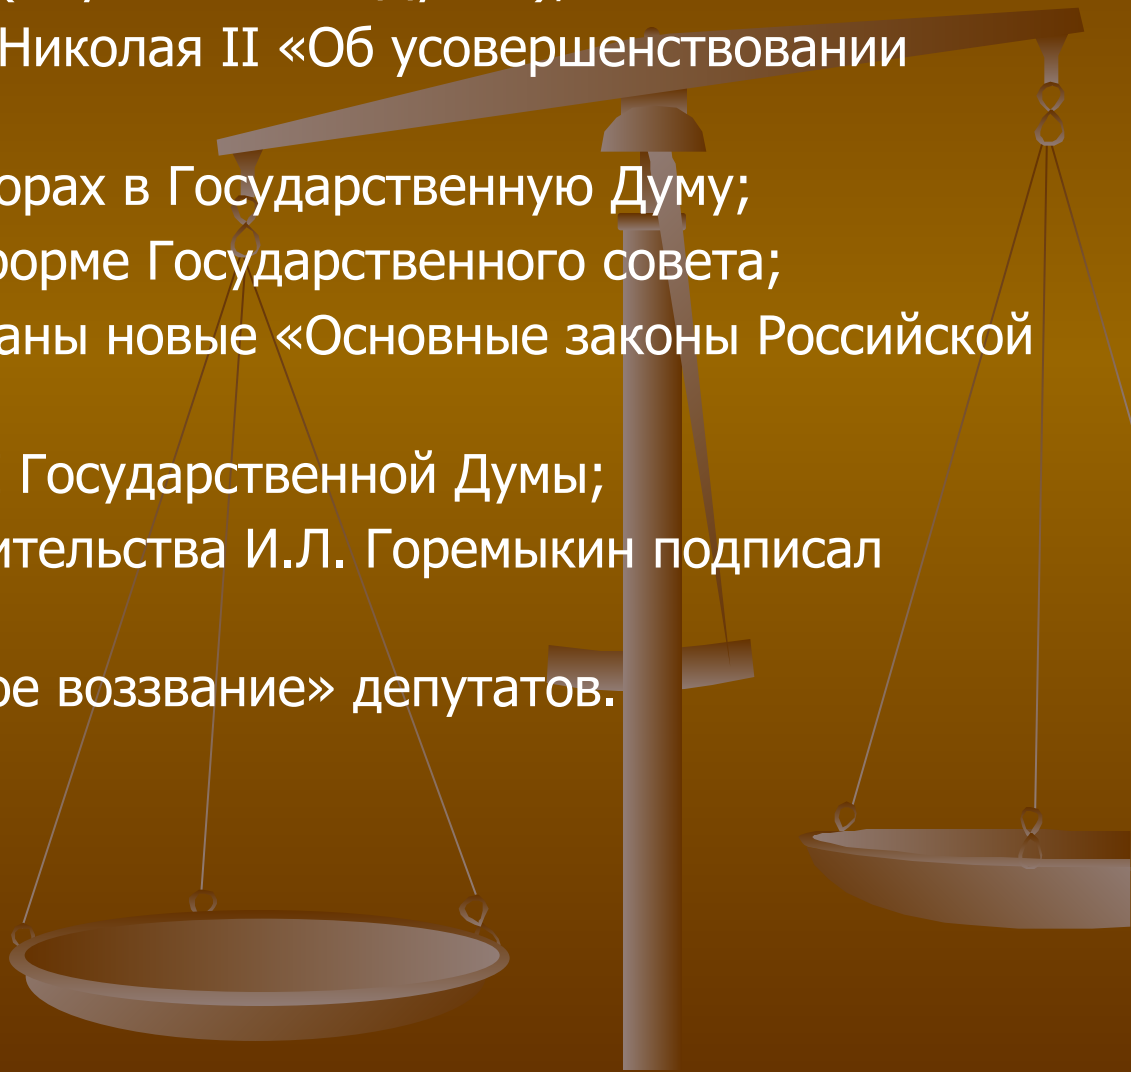 Николая II «Об усовершенствовании
орах в Государственную Думу;
орме Государственного совета;
аны новые «Основные законы Российской
Государственной Думы;
ительства И.Л. Горемыкин подписал
ое воззвание» депутатов.